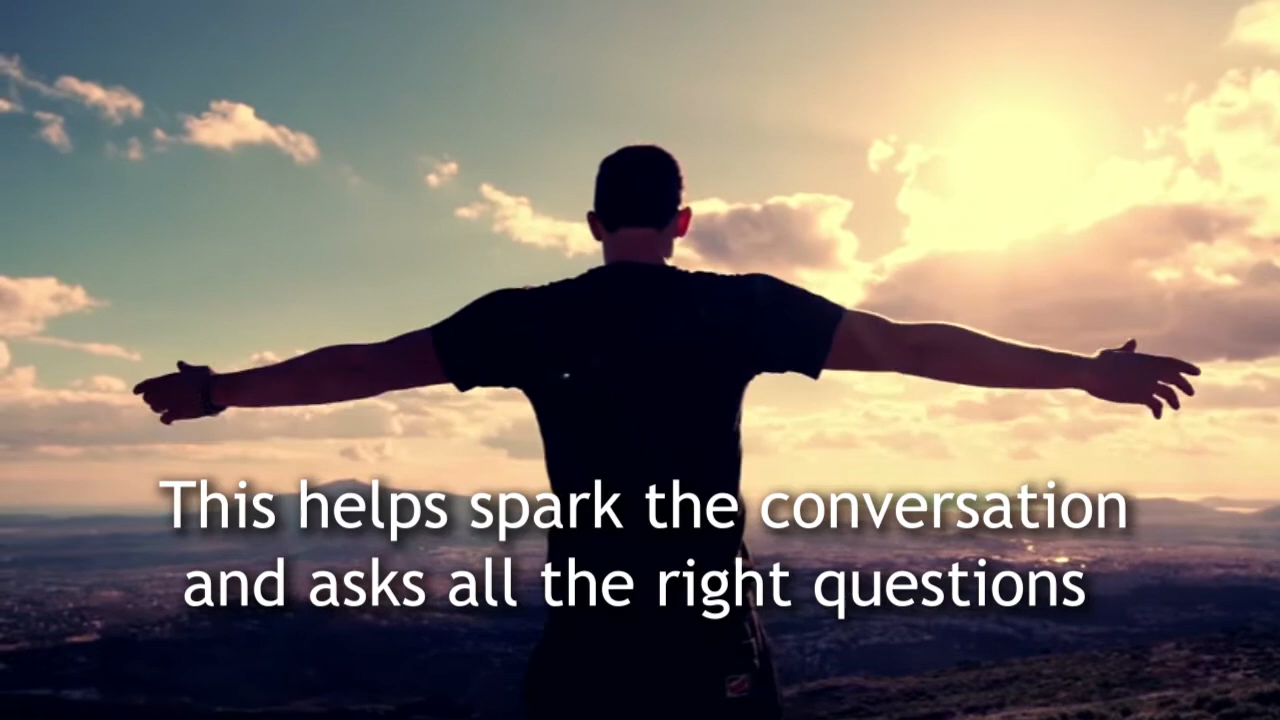 This helps spark the conversation
and asks all the right questions